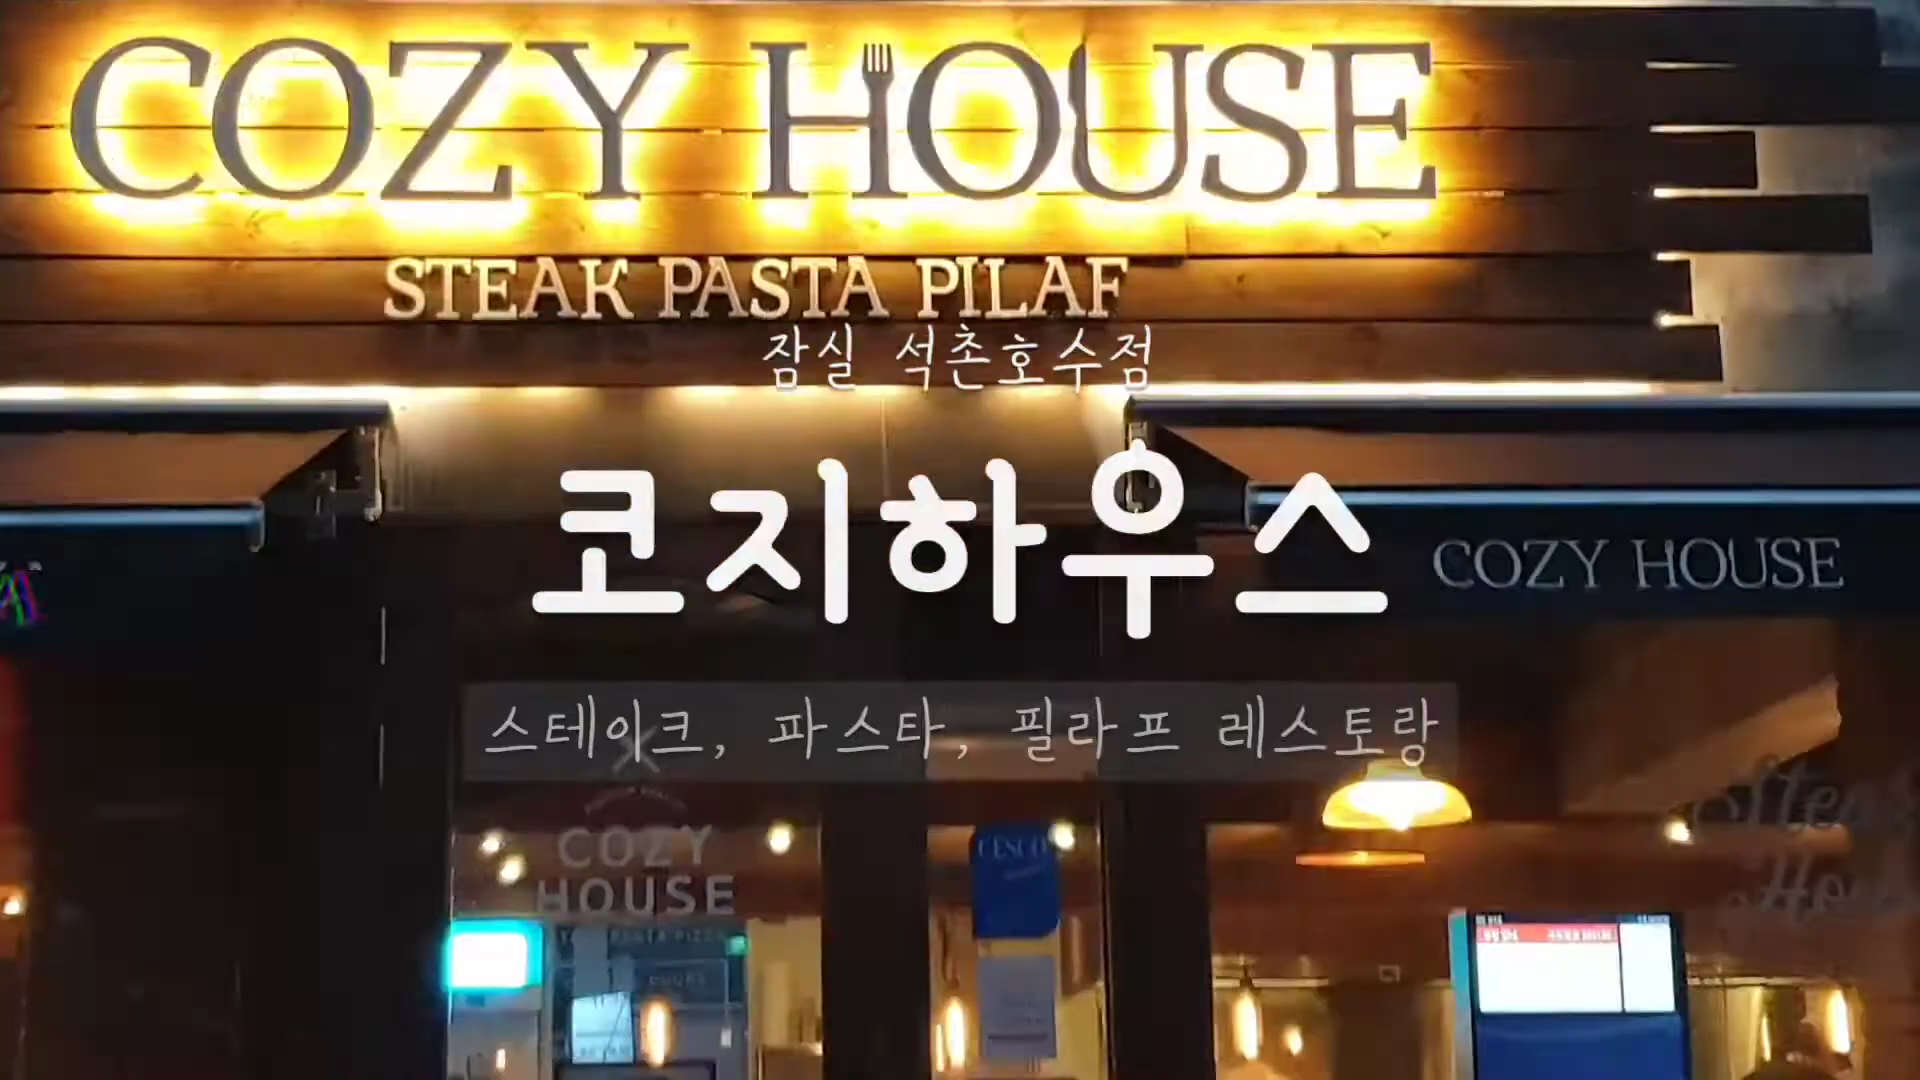 COZY HOUSE
STEAK PASTA PILAF
잠실 석촌호수점
코지하우스
COZY HOUSE
스테이크, 파스타, 필라프 레스토랑
COZY
HOUSE
CESCO